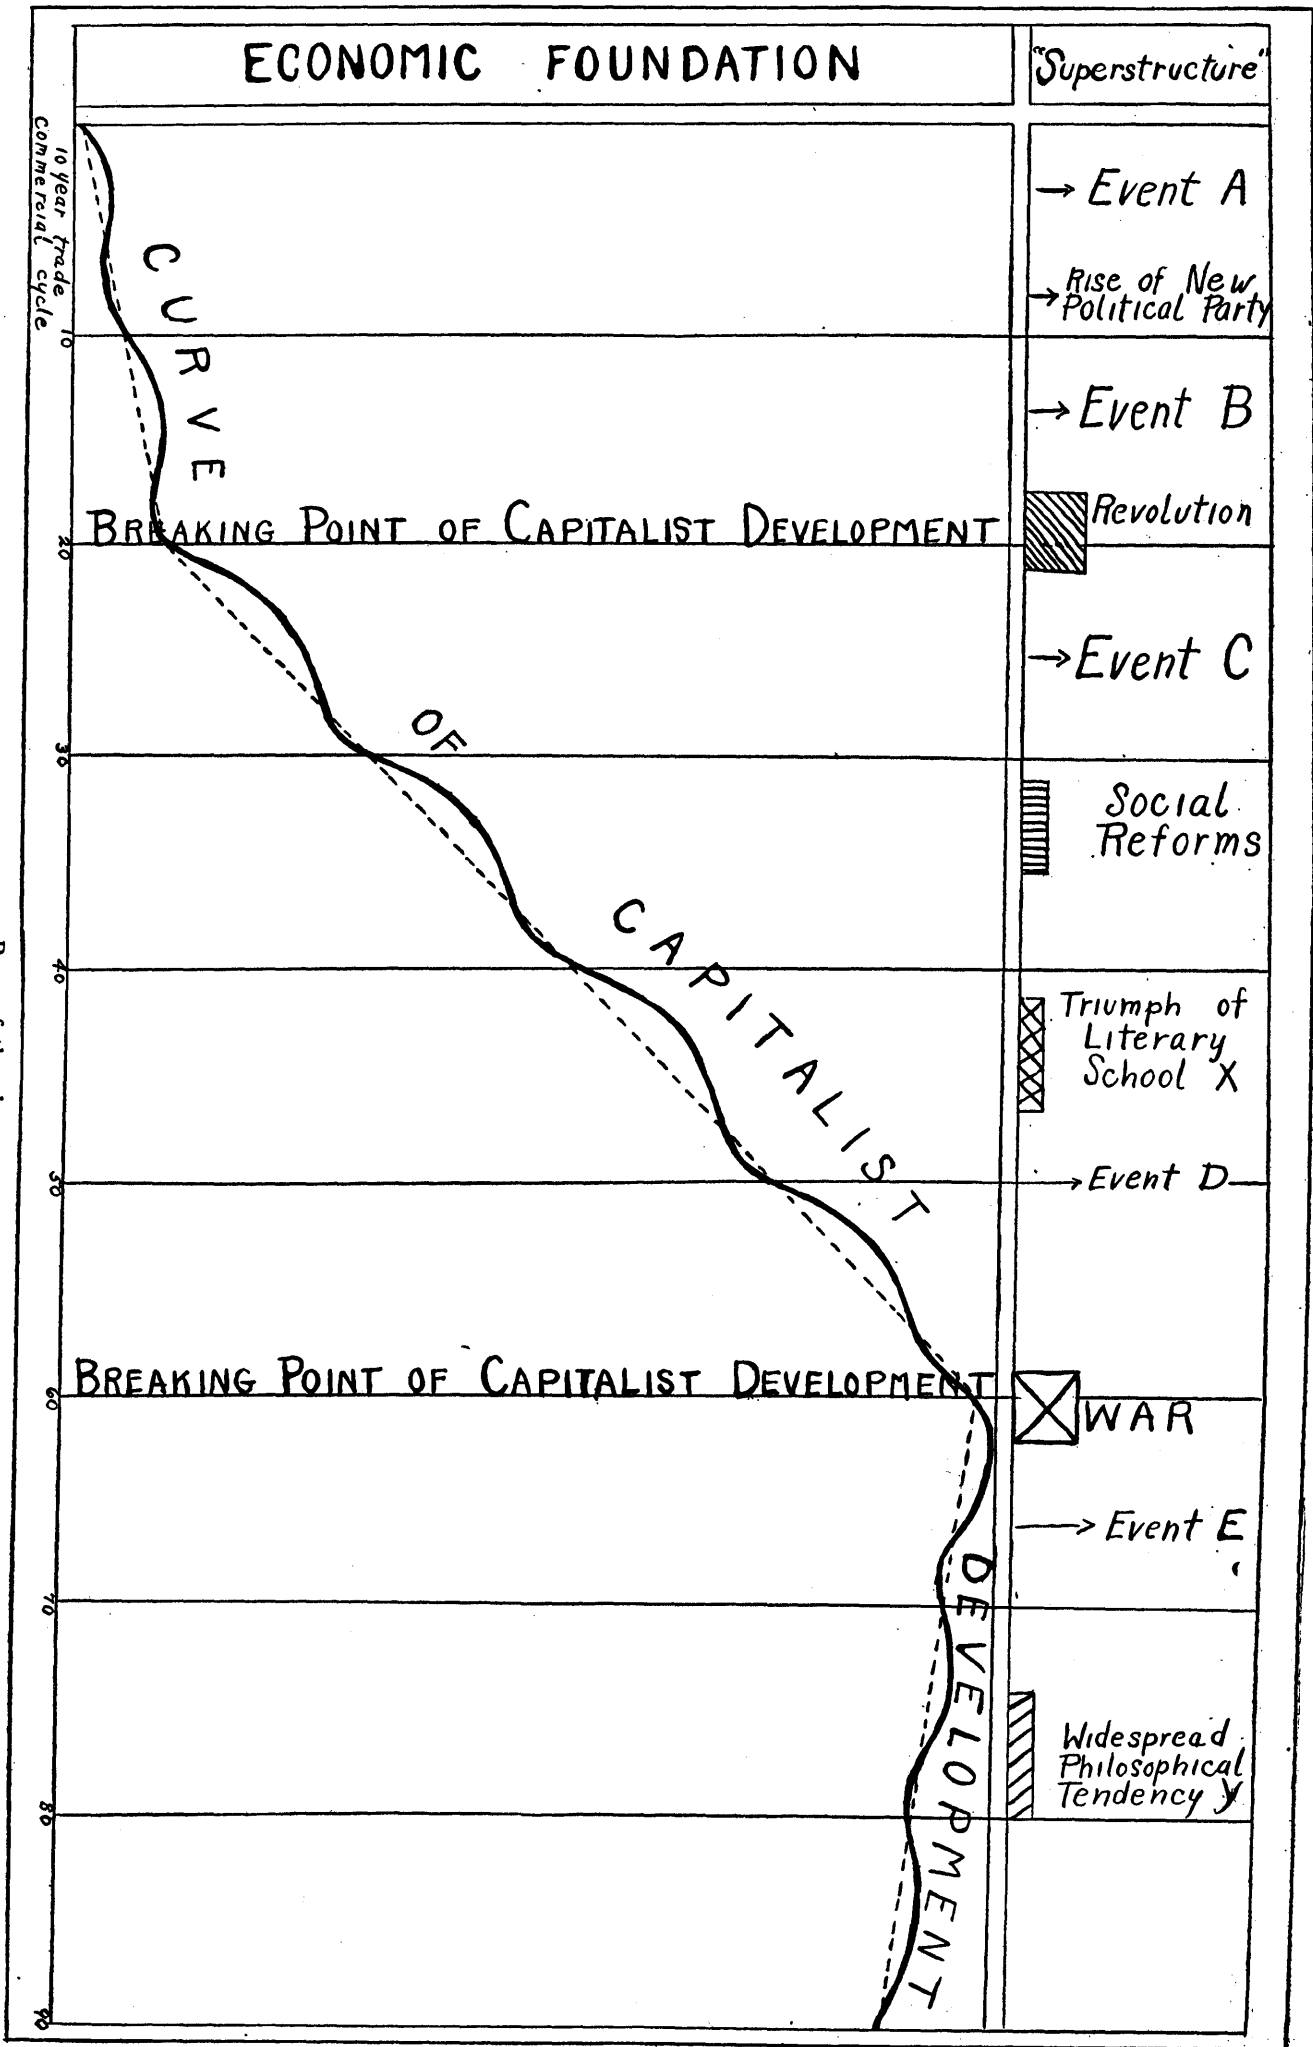 ECONOMIC FOUNDATION
"Superstructure"
10 year trade
commercial cycle
10
20
30
40
50
60
70
80
90
CURVE
OF
CAPITALIST
DEVELOPMENT
BREAKING POINT OF CAPITALIST DEVELOPMENT
BREAKING POINT OF CAPITALIST DEVELOPMENT
Event A
Rise of New
Political Party
Event B
Revolution
Event C
Social
Reforms
Triumph of
Literary
School X
Event D
WAR
Event E
Widespread
Philosophical
Tendency y